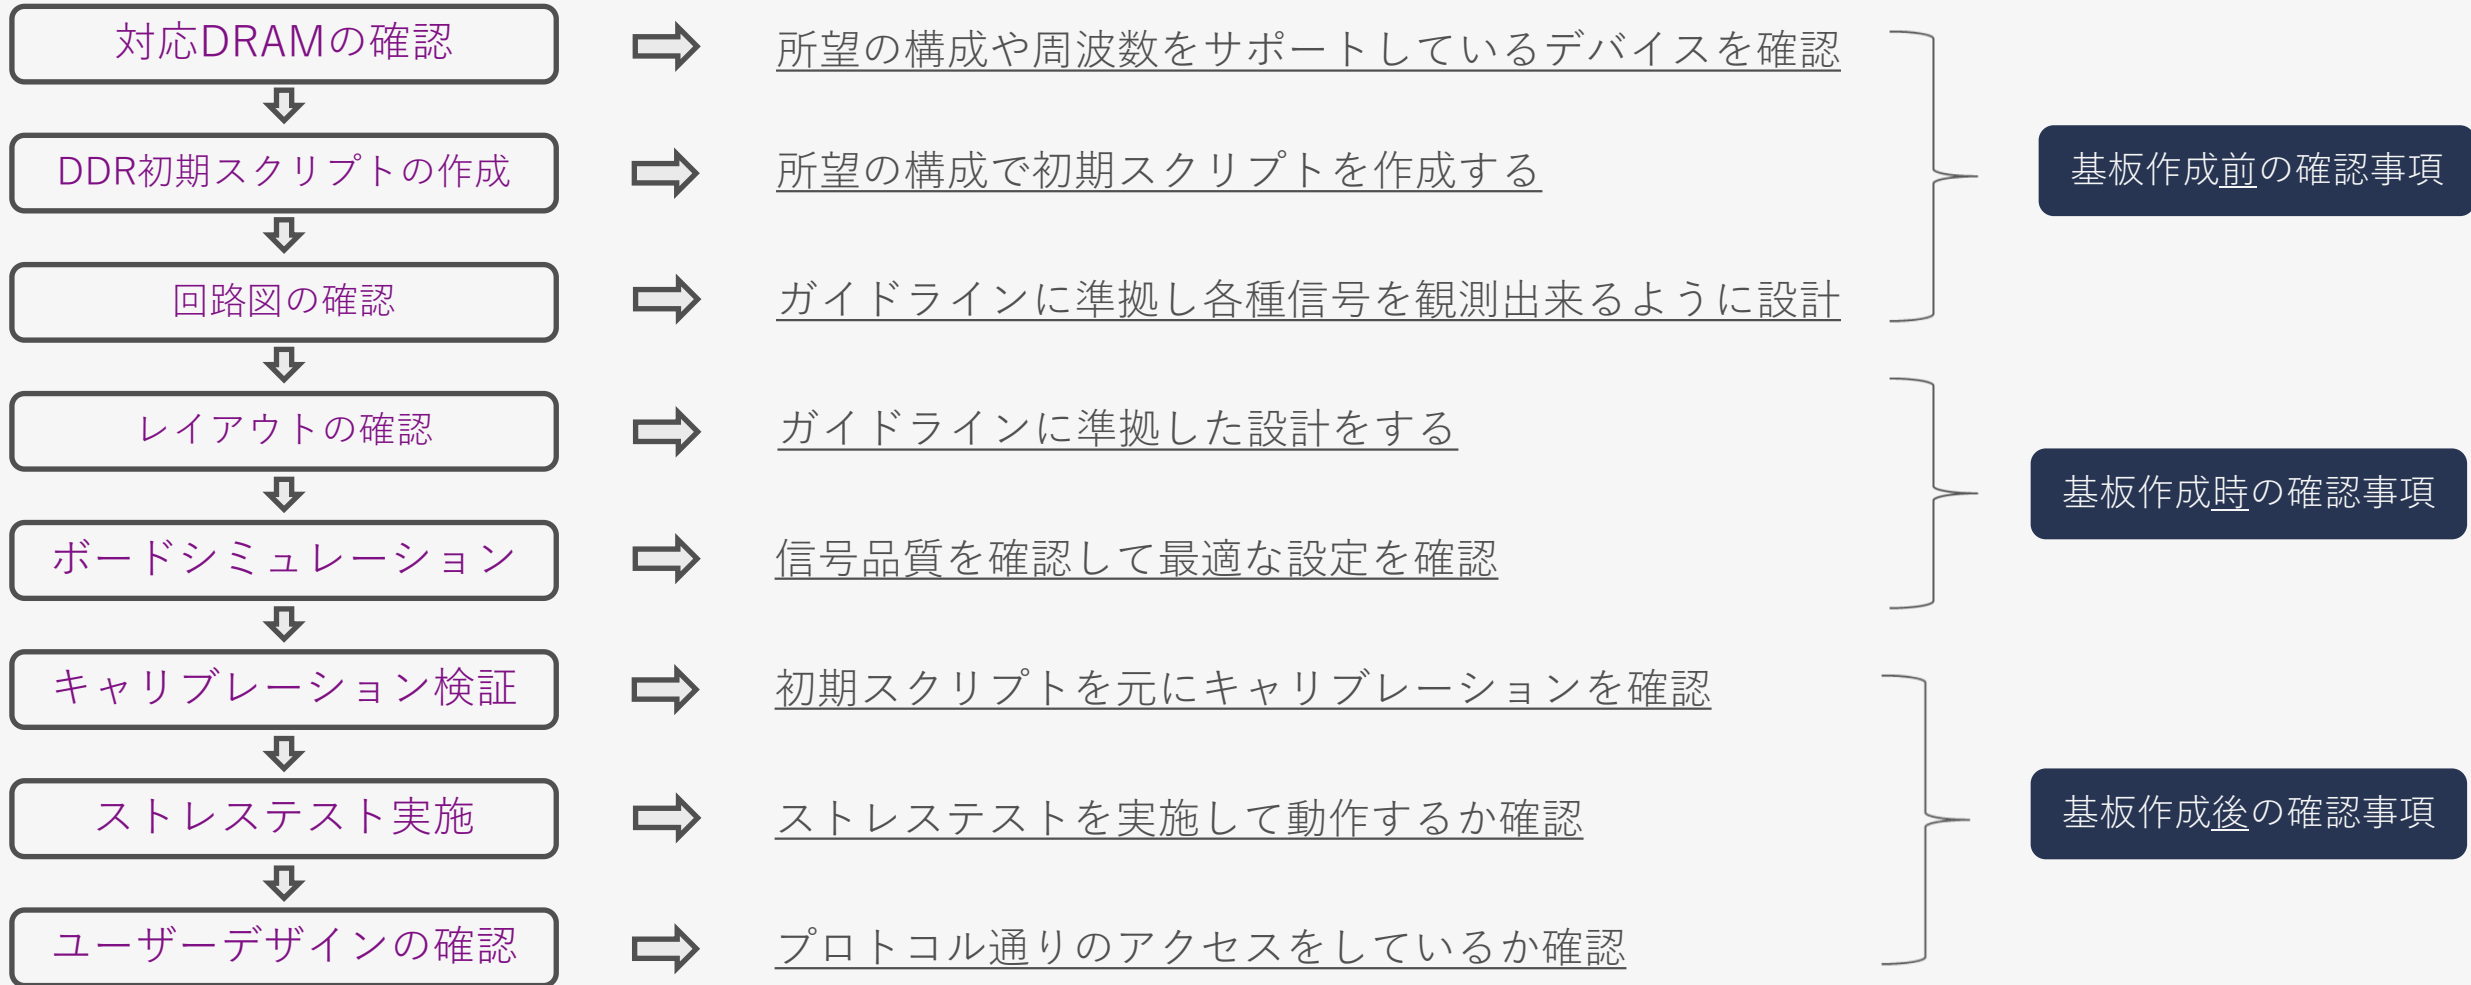 対応DRAMの確認
所望の構成や周波数をサポートしているデバイスを確認
DDR初期スクリプトの作成
所望の構成で初期スクリプトを作成する
基板作成前の確認事項
回路図の確認
ガイドラインに準拠し各種信号を観測出来るように設計
レイアウトの確認
ガイドラインに準拠した設計をする
基板作成時の確認事項
ボードシミュレーション
信号品質を確認して最適な設定を確認
キャリブレーション検証
初期スクリプトを元にキャリブレーションを確認
ストレステスト実施
ストレステストを実施して動作するか確認
基板作成後の確認事項
ユーザーデザインの確認
プロトコル通りのアクセスをしているか確認